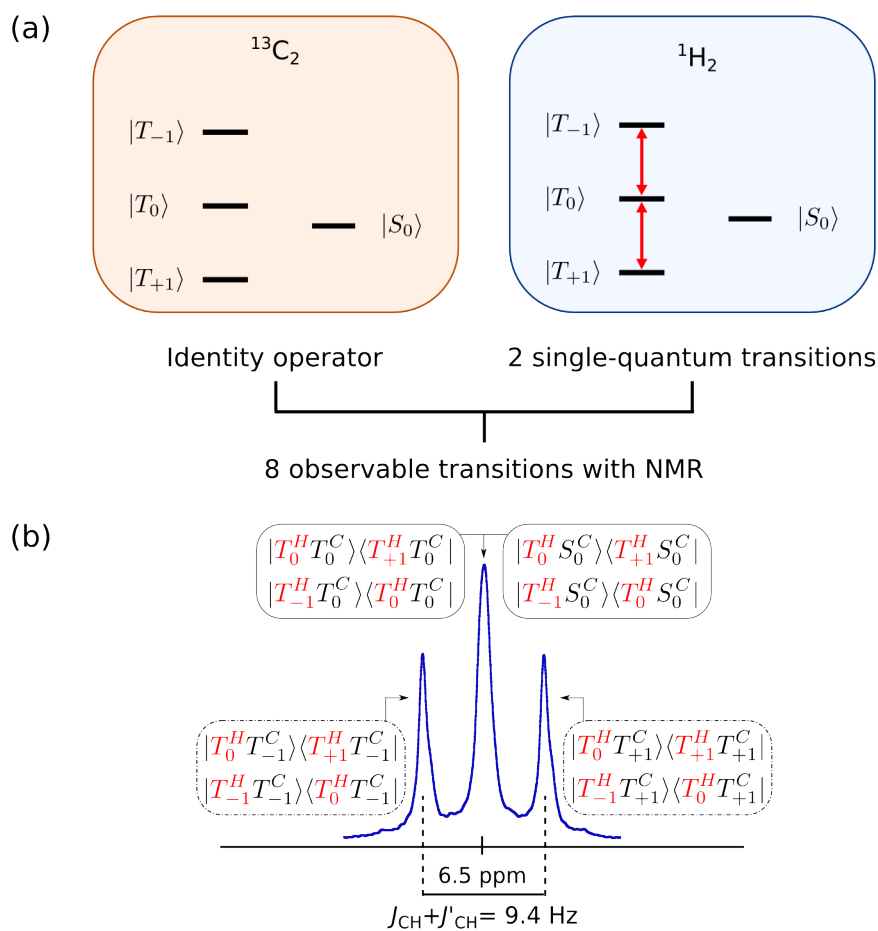 (a)
¹³C₂
|T₋₁⟩
|T₀⟩
|S₀⟩
|T₊₁⟩
¹H₂
|T₋₁⟩
|T₀⟩
|S₀⟩
|T₊₁⟩
Identity operator
2 single-quantum transitions
8 observable transitions with NMR
(b)
|T₀ᴴT₀ᶜ⟩⟨T₊₁ᴴT₀ᶜ|
|T₋₁ᴴT₀ᶜ⟩⟨T₀ᴴT₀ᶜ|
|T₀ᴴS₀ᶜ⟩⟨T₊₁ᴴS₀ᶜ|
|T₋₁ᴴS₀ᶜ⟩⟨T₀ᴴS₀ᶜ|
|T₀ᴴT₋₁ᶜ⟩⟨T₊₁ᴴT₋₁ᶜ|
|T₋₁ᴴT₋₁ᶜ⟩⟨T₀ᴴT₋₁ᶜ|
|T₀ᴴT₊₁ᶜ⟩⟨T₊₁ᴴT₊₁ᶜ|
|T₋₁ᴴT₊₁ᶜ⟩⟨T₀ᴴT₊₁ᶜ|
6.5 ppm
J_CH+J'_CH= 9.4 Hz